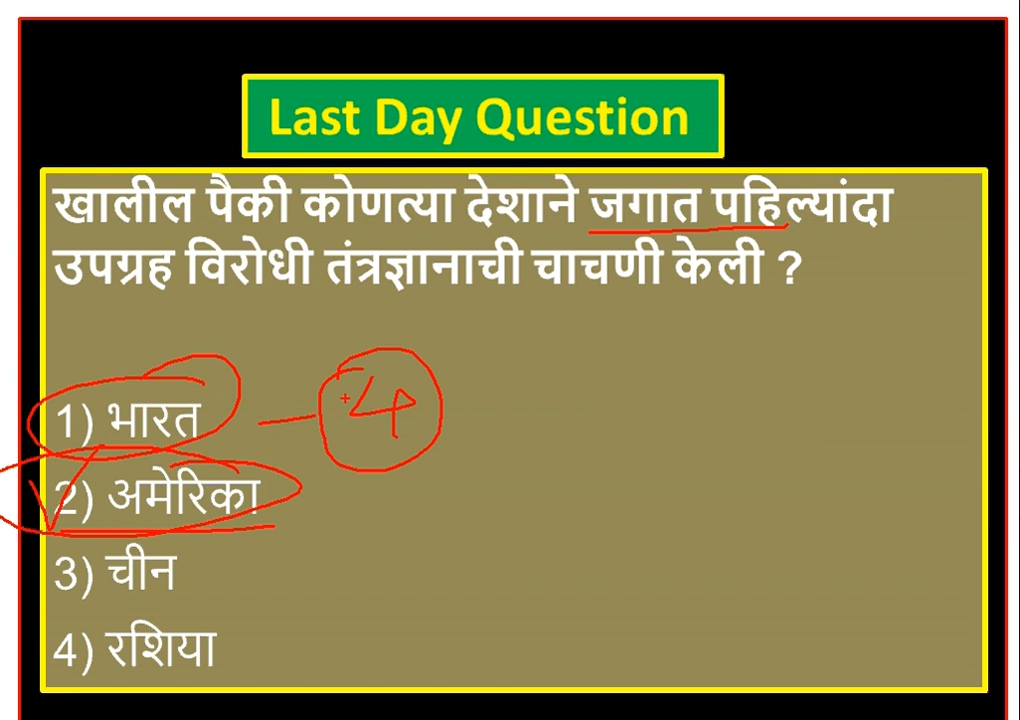 Last Day Question
खालील पैकी कोणत्या देशाने जगात पहिल्यांदा
उपग्रह विरोधी तंत्रज्ञानाची चाचणी केली ?
1) भारत – 4
2) अमेरिका
3) चीन
4) रशिया